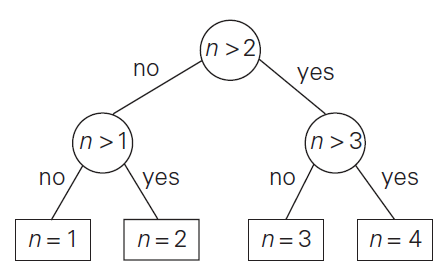 n > 2
no
yes
n > 1
n > 3
no
yes
no
yes
n = 1
n = 2
n = 3
n = 4